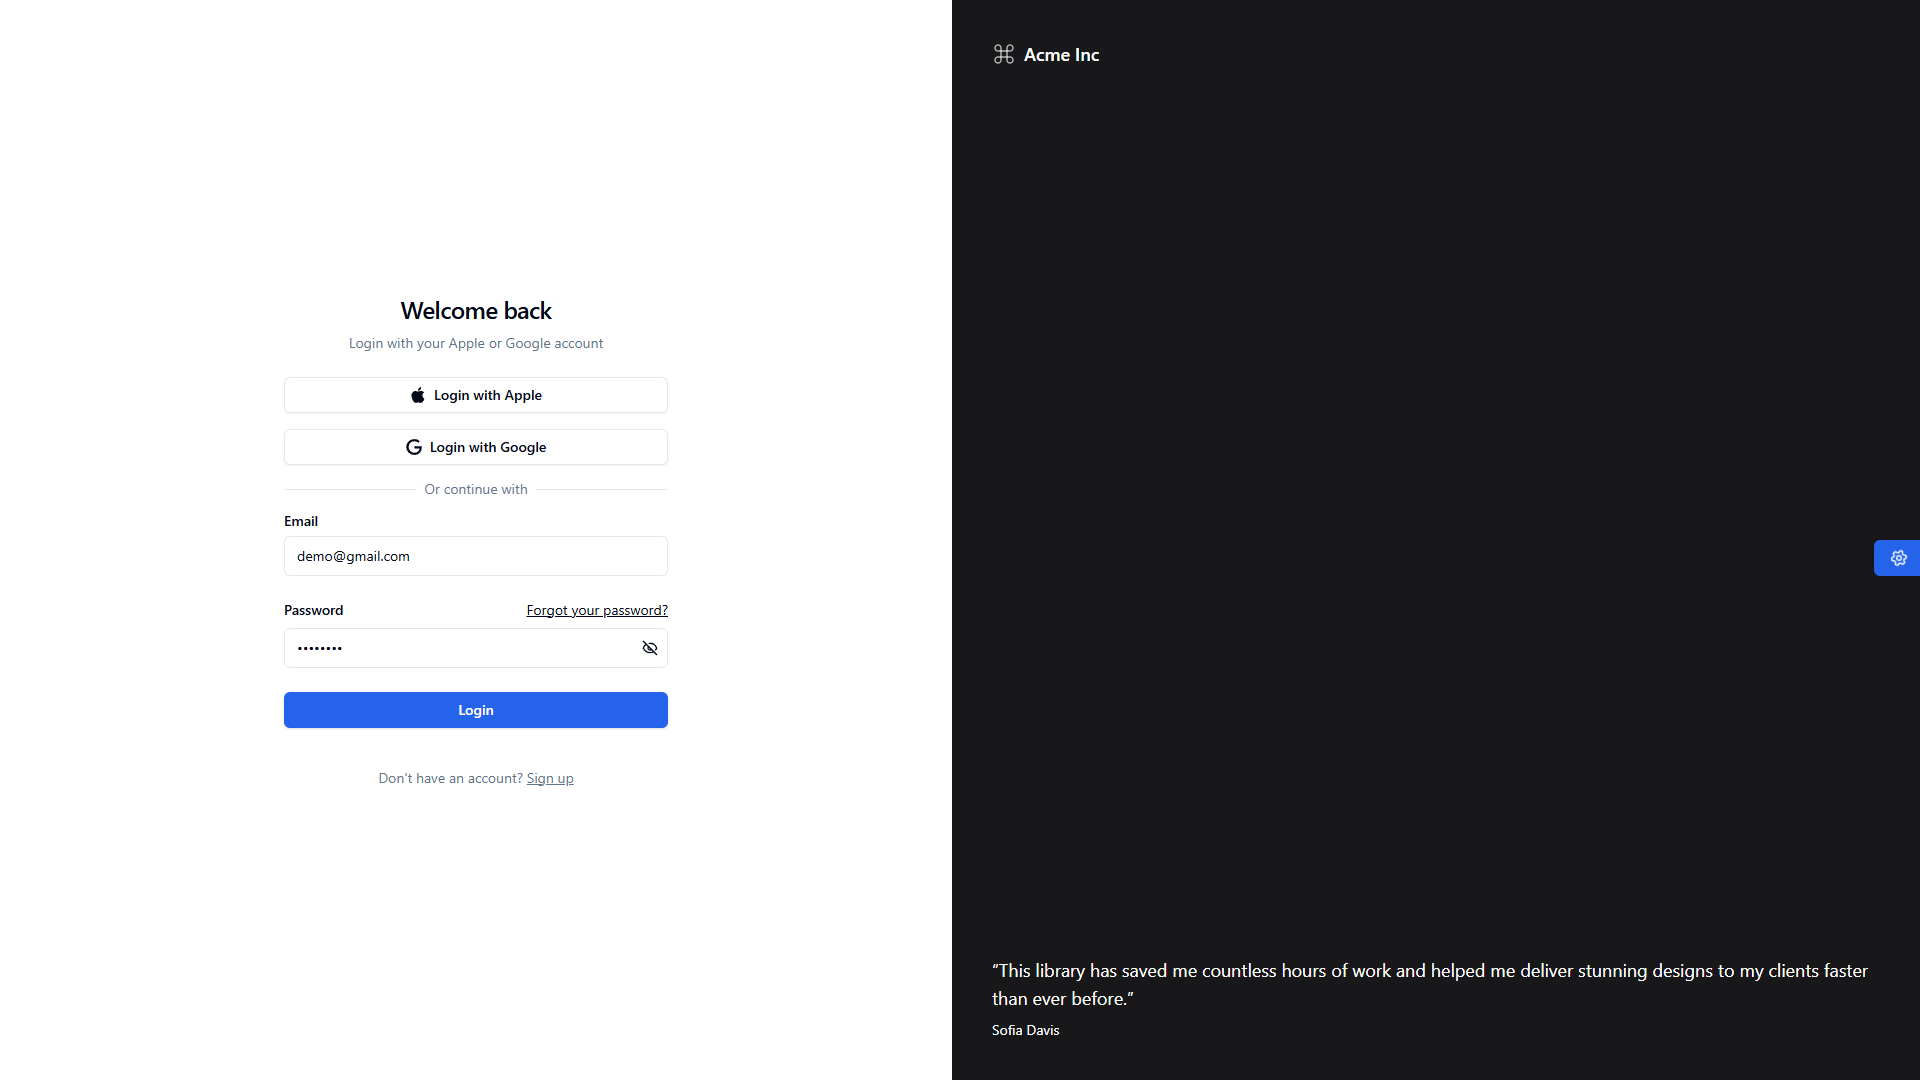 Welcome back
Login with your Apple or Google account
Login with Apple
Login with Google
Or continue with
Email
demo@gmail.com
Password
Forgot your password?
••••••••
Login
Don't have an account? Sign up
Acme Inc
“This library has saved me countless hours of work and helped me deliver stunning designs to my clients faster
than ever before.”
Sofia Davis